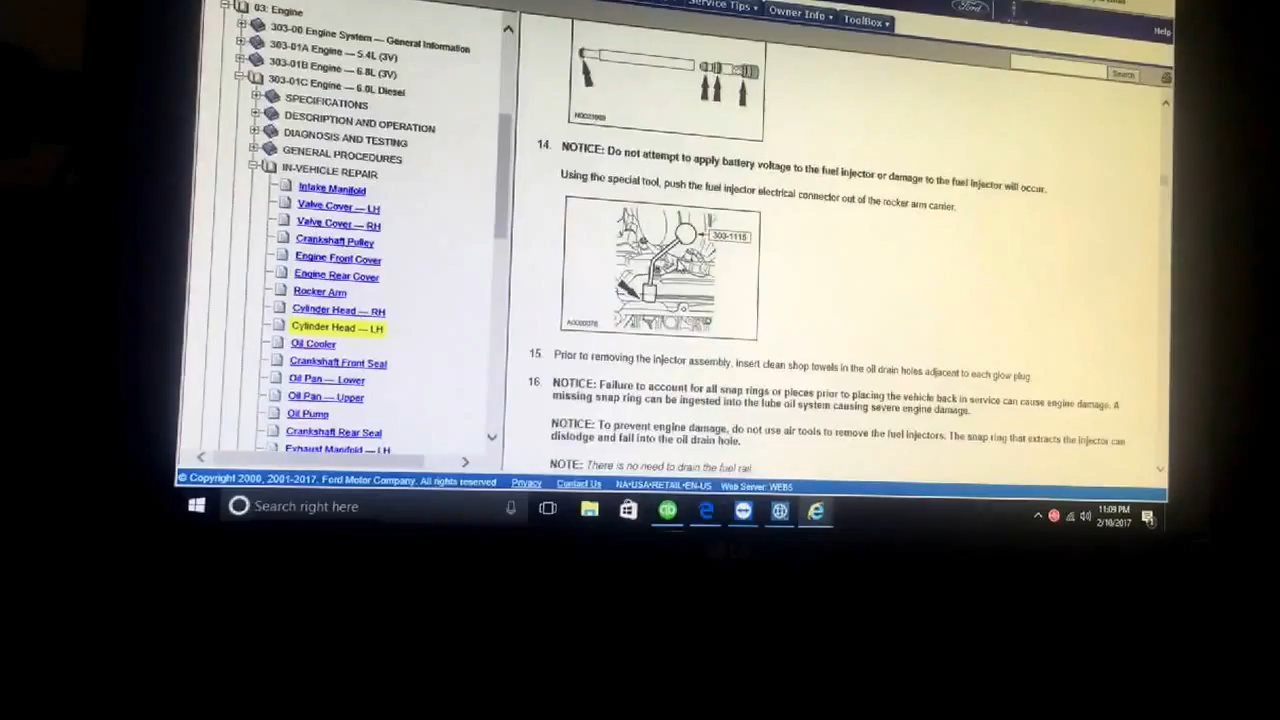 Service Tips
Owner Info
ToolBox
Ford
Help
Search
03: Engine
303-00 Engine System — General Information
303-01A Engine — 5.4L (3V)
303-01B Engine — 6.8L (3V)
303-01C Engine — 6.0L Diesel
SPECIFICATIONS
DESCRIPTION AND OPERATION
DIAGNOSIS AND TESTING
GENERAL PROCEDURES
IN-VEHICLE REPAIR
Intake Manifold
Valve Cover — LH
Valve Cover — RH
Crankshaft Pulley
Engine Front Cover
Engine Rear Cover
Rocker Arm
Cylinder Head — RH
Cylinder Head — LH
Oil Cooler
Crankshaft Front Seal
Oil Pan — Lower
Oil Pan — Upper
Oil Pump
Crankshaft Rear Seal
Exhaust Manifold — LH
14. NOTICE: Do not attempt to apply battery voltage to the fuel injector or damage to the fuel injector will occur.
Using the special tool, push the fuel injector electrical connector out of the rocker arm carrier.
303-1115
15. Prior to removing the injector assembly, insert clean shop towels in the oil drain holes adjacent to each glow plug.
16. NOTICE: Failure to account for all snap rings or pieces prior to placing the vehicle back in service can cause engine damage. A
missing snap ring can be ingested into the lube oil system causing severe engine damage.
NOTICE: To prevent engine damage, do not use air tools to remove the fuel injectors. The snap ring that extracts the injector can
dislodge and fall into the oil drain hole.
NOTE: There is no need to drain the fuel rail
© Copyright 2000, 2001-2017, Ford Motor Company. All rights reserved
Privacy
Contact Us
NA•USA•RETAIL•EN-US
Web Server: WEB5
Search right here
11:09 PM
2/10/2017